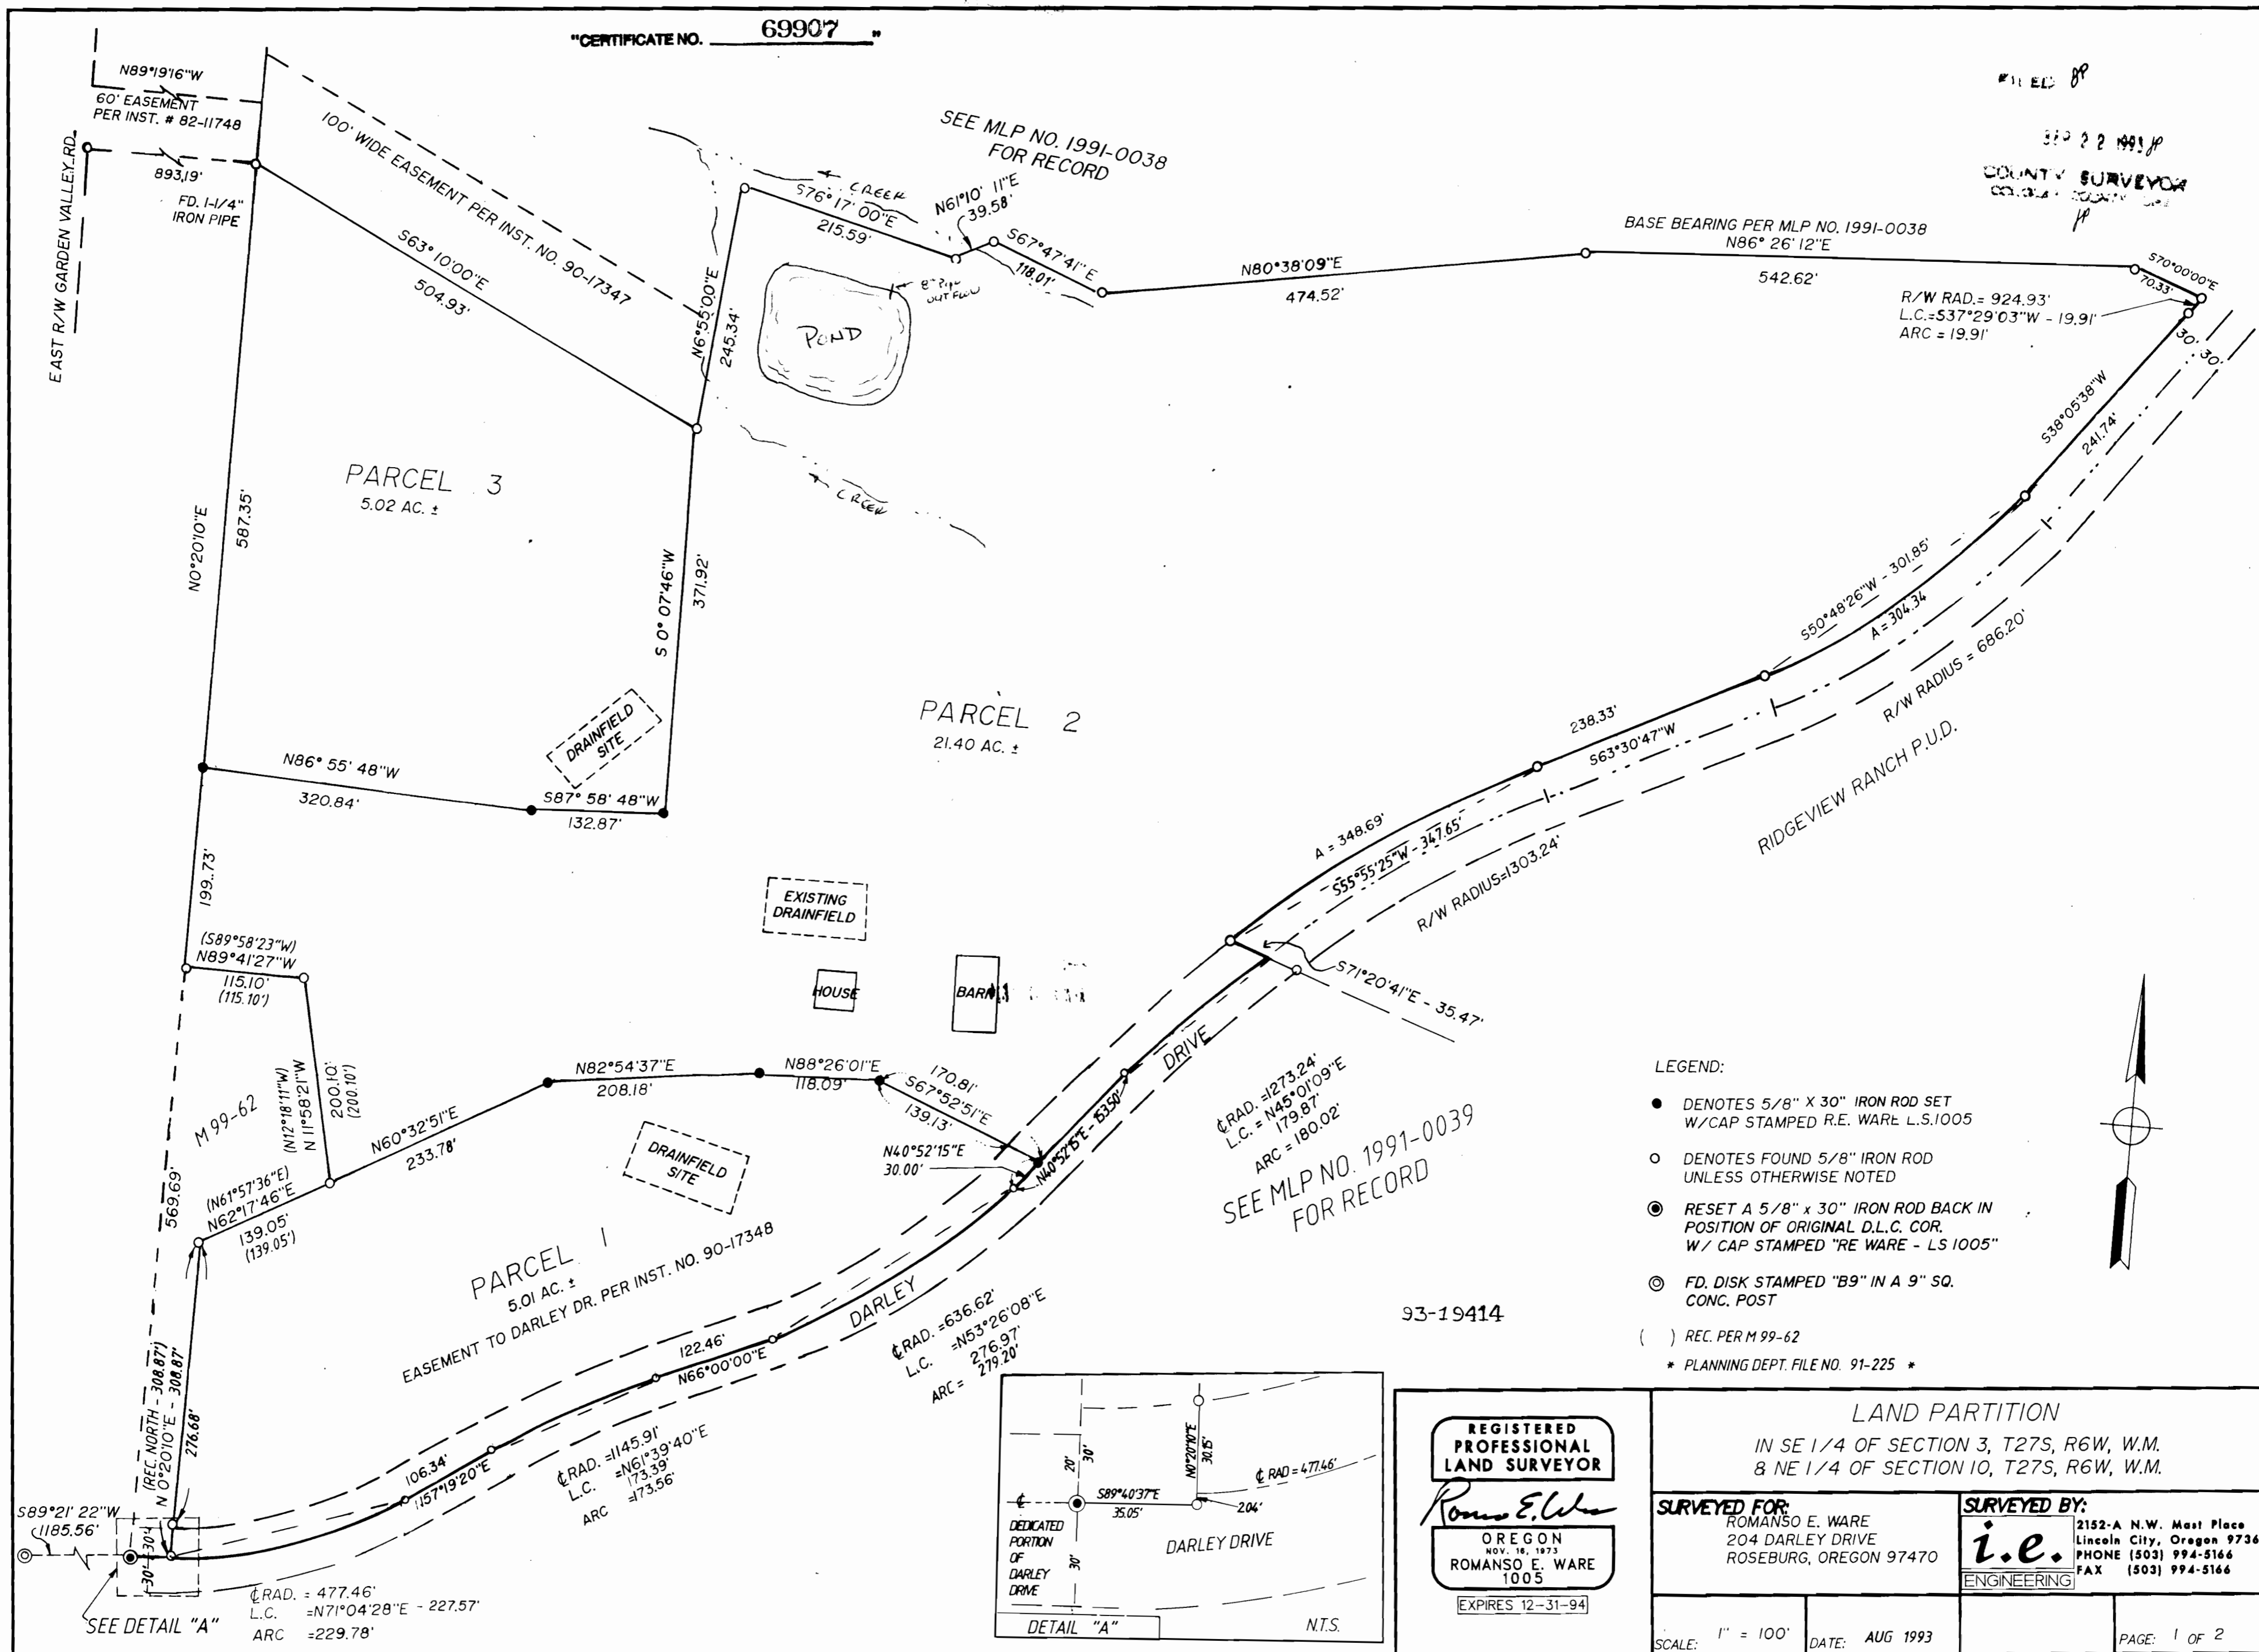 "CERTIFICATE NO. 69907 "
N89°19'16"W
60' EASEMENT
PER INST. # 82-11748
EAST R/W GARDEN VALLEY RD.
893.19'
FD. 1-1/4"
IRON PIPE
100' WIDE EASEMENT PER INST. NO. 90-17347
S63°10'00"E
504.93'
SEE MLP NO. 1991-0038
FOR RECORD
CREEK
S76°17'00"E
215.59'
N61°10' 11"E
39.58'
S67°47'41"E
118.01'
N6°55'00"E
245.34'
8" Pipe
OUTFLOW
POND
CREEK
N80°38'09"E
474.52'
BASE BEARING PER MLP NO. 1991-0038
N86° 26' 12"E
542.62'
S70°00'00"E
70.33'
R/W RAD.= 924.93'
L.C.=S37°29'03"W - 19.91'
ARC = 19.91'
30' 30'
S38°05'38"W
241.74'
22 1993
COUNTY SURVEYOR
PARCEL 3
5.02 AC. ±
N0°20'10"E
587.35'
S 0° 07'46"W
371.92'
DRAINFIELD
SITE
N86° 55' 48"W
320.84'
S87° 58' 48"W
132.87'
PARCEL 2
21.40 AC. ±
S50°48'26"W - 301.85'
A = 304.34
R/W RADIUS = 686.20'
238.33'
S63°30'47"W
RIDGEVIEW RANCH P.U.D.
A = 348.69'
S55°55'25"W - 347.65'
R/W RADIUS=1303.24'
S71°20'41"E - 35.47'
199.73'
(S89°58'23"W)
N89°41'27"W
115.10'
(115.10')
EXISTING
DRAINFIELD
HOUSE
BARN
M 99-62
(N12°18'11"W)
N 11°58'21"W
200.10'
(200.10')
569.69'
(N61°57'36"E)
N62°17'46"E
139.05'
(139.05')
N60°32'51"E
233.78'
N82°54'37"E
208.18'
N88°26'01"E
118.09'
170.81'
S67°52'51"E
139.13'
N40°52'15"E
30.00'
N40°52'15"E - 153.50'
DRAINFIELD
SITE
DRIVE
℄ RAD. =1273.24'
L.C. = N45°01'09"E
179.87'
ARC = 180.02'
SEE MLP NO. 1991-0039
FOR RECORD
PARCEL 1
5.01 AC. ±
EASEMENT TO DARLEY DR. PER INST. NO. 90-17348
DARLEY
℄ RAD. =636.62'
L.C. =N53°26'08"E
276.97'
ARC = 279.20'
122.46'
N66°00'00"E
℄ RAD. =1145.91'
L.C. =N61°39'40"E
173.39'
ARC =173.56'
106.34'
N57°19'20"E
(REC. NORTH - 308.87')
N 0°20'10"E - 308.87'
276.68'
S89°21' 22"W
1185.56'
30' 30'
SEE DETAIL "A"
℄ RAD. = 477.46'
L.C. =N71°04'28"E - 227.57'
ARC =229.78'
20'
30'
N0°20'10"E
30.15'
℄ RAD = 477.46'
℄
S89°40'37"E
35.05'
2.04'
DEDICATED
PORTION
OF
DARLEY
DRIVE
30'
DARLEY DRIVE
DETAIL "A"
N.T.S.
LEGEND:
DENOTES 5/8" X 30" IRON ROD SET
W/CAP STAMPED R.E. WARE L.S.1005
DENOTES FOUND 5/8" IRON ROD
UNLESS OTHERWISE NOTED
RESET A 5/8" x 30" IRON ROD BACK IN
POSITION OF ORIGINAL D.L.C. COR.
W/ CAP STAMPED "RE WARE - LS 1005"
FD. DISK STAMPED "B9" IN A 9" SQ.
CONC. POST
( ) REC. PER M 99-62
* PLANNING DEPT. FILE NO. 91-225 *
93-19414
REGISTERED
PROFESSIONAL
LAND SURVEYOR
OREGON
NOV. 16, 1973
ROMANSO E. WARE
1005
EXPIRES 12-31-94
LAND PARTITION
IN SE 1/4 OF SECTION 3, T27S, R6W, W.M.
& NE 1/4 OF SECTION 10, T27S, R6W, W.M.
SURVEYED FOR:
ROMANSO E. WARE
204 DARLEY DRIVE
ROSEBURG, OREGON 97470
SURVEYED BY:
i.e.
ENGINEERING
2152-A N.W. Mast Place
Lincoln City, Oregon 9736
PHONE (503) 994-5166
FAX (503) 994-5166
SCALE: 1" = 100'
DATE: AUG 1993
PAGE: 1 OF 2